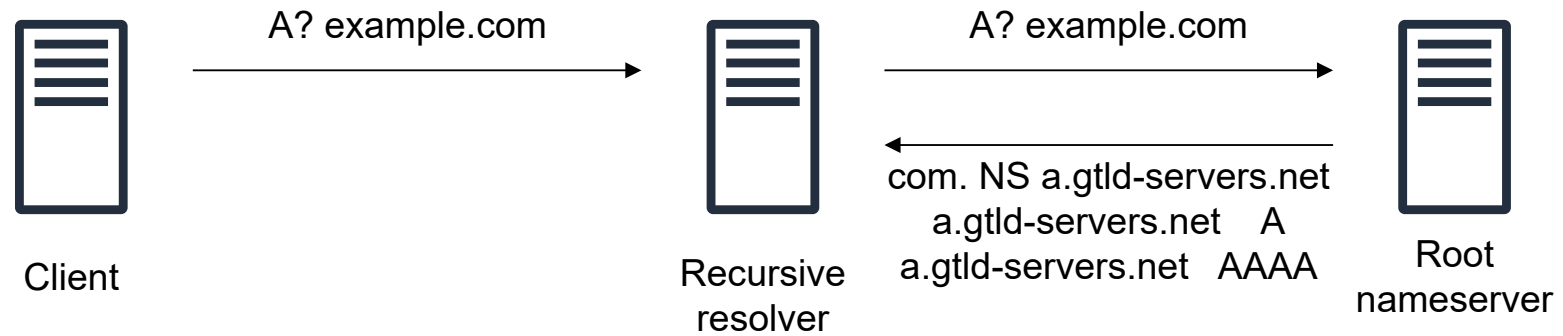 A? example.com
A? example.com
com. NS a.gtld-servers.net
a.gtld-servers.net A
a.gtld-servers.net AAAA
Client
Recursive
resolver
Root
nameserver